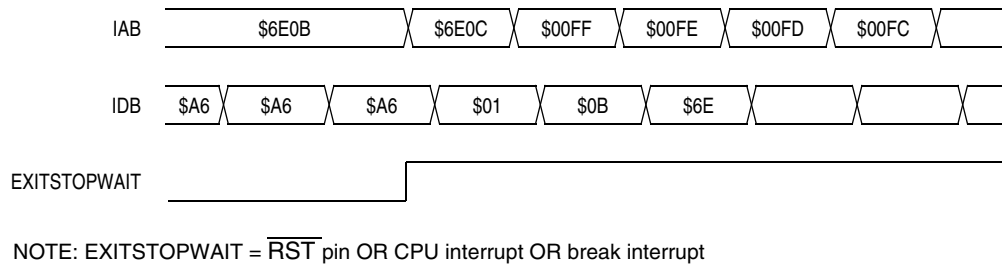 IAB $6E0B $6E0C $00FF $00FE $00FD $00FC
IDB $A6 $A6 $A6 $01 $0B $6E
EXITSTOPWAIT
NOTE: EXITSTOPWAIT = RST pin OR CPU interrupt OR break interrupt